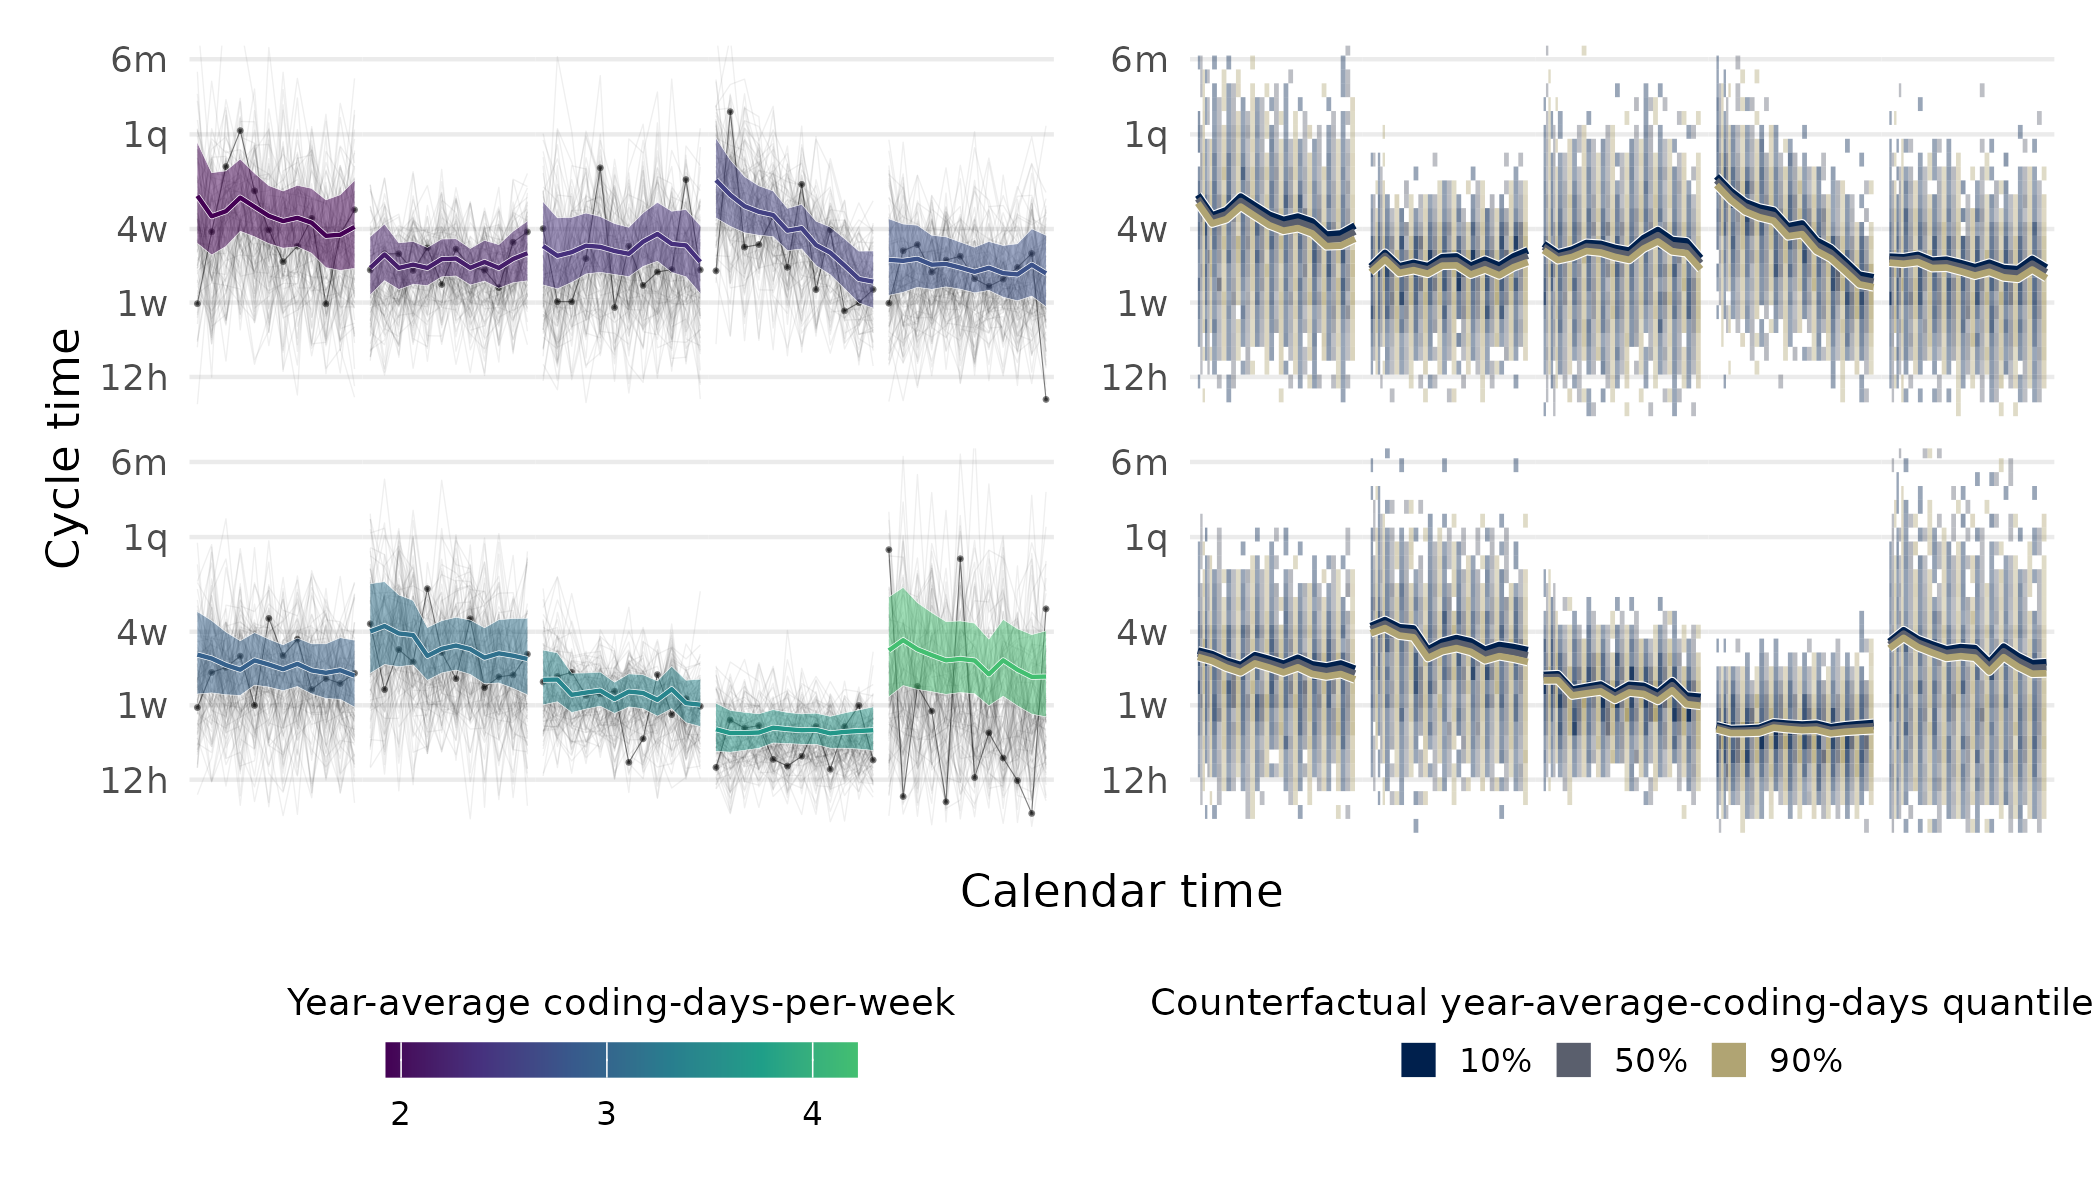 6m
1q
4w
1w
12h
6m
1q
4w
1w
12h
6m
1q
4w
1w
12h
6m
1q
4w
1w
12h
Cycle time
Calendar time
Year-average coding-days-per-week
2 3 4
Counterfactual year-average-coding-days quantile
10% 50% 90%